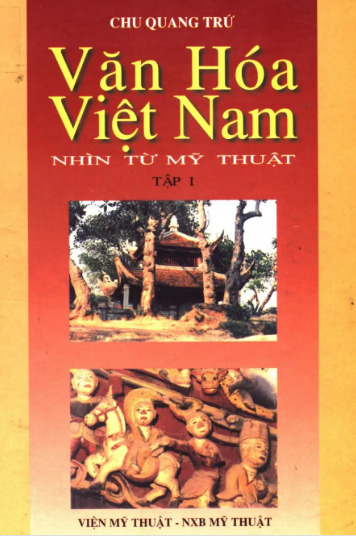 CHU QUANG TRỨ
Văn Hóa
Việt Nam
NHÌN TỪ MỸ THUẬT
TẬP I
VIỆN MỸ THUẬT - NXB MỸ THUẬT